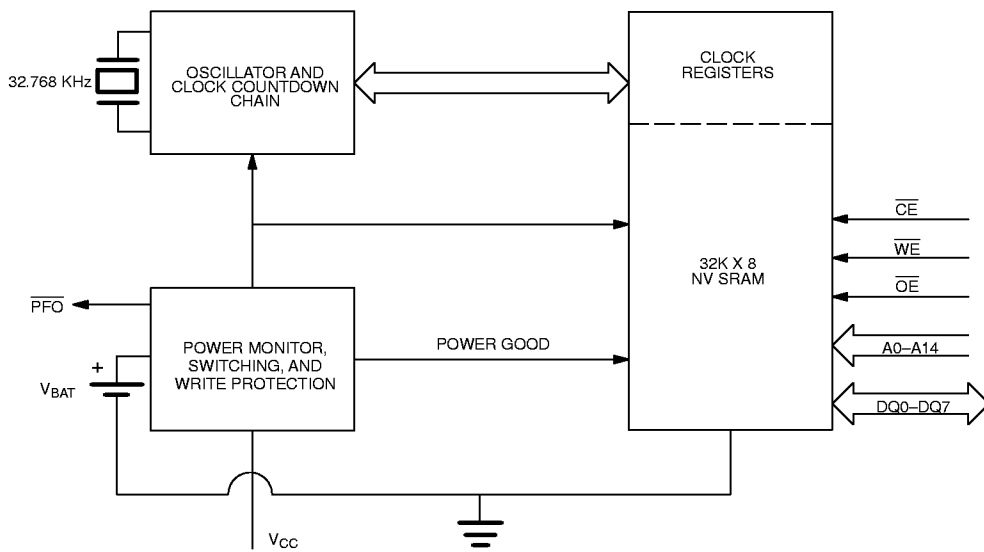 32.768 KHz
OSCILLATOR AND
CLOCK COUNTDOWN
CHAIN
CLOCK
REGISTERS
32K X 8
NV SRAM
CE
WE
OE
A0–A14
DQ0–DQ7
PFO
POWER MONITOR,
SWITCHING, AND
WRITE PROTECTION
POWER GOOD
+
VBAT
VCC